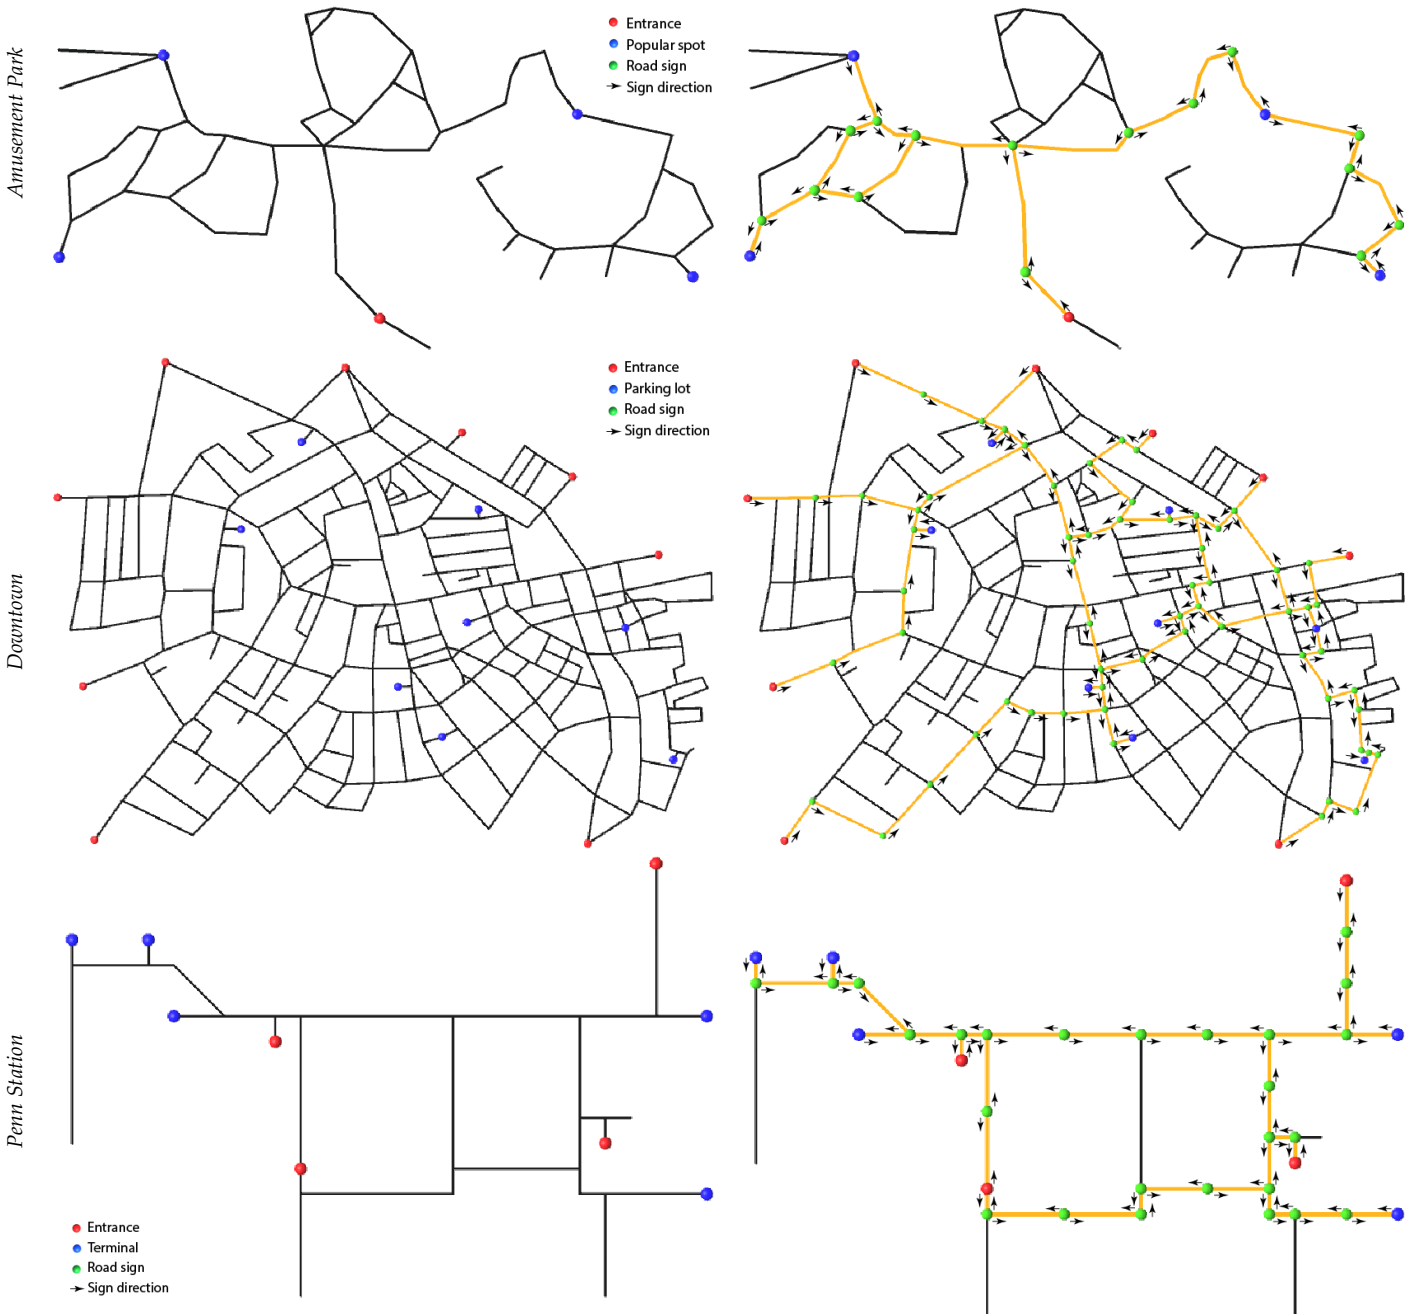 Amusement Park
Entrance
Popular spot
Road sign
Sign direction
Downtown
Entrance
Parking lot
Road sign
Sign direction
Penn Station
Entrance
Terminal
Road sign
Sign direction